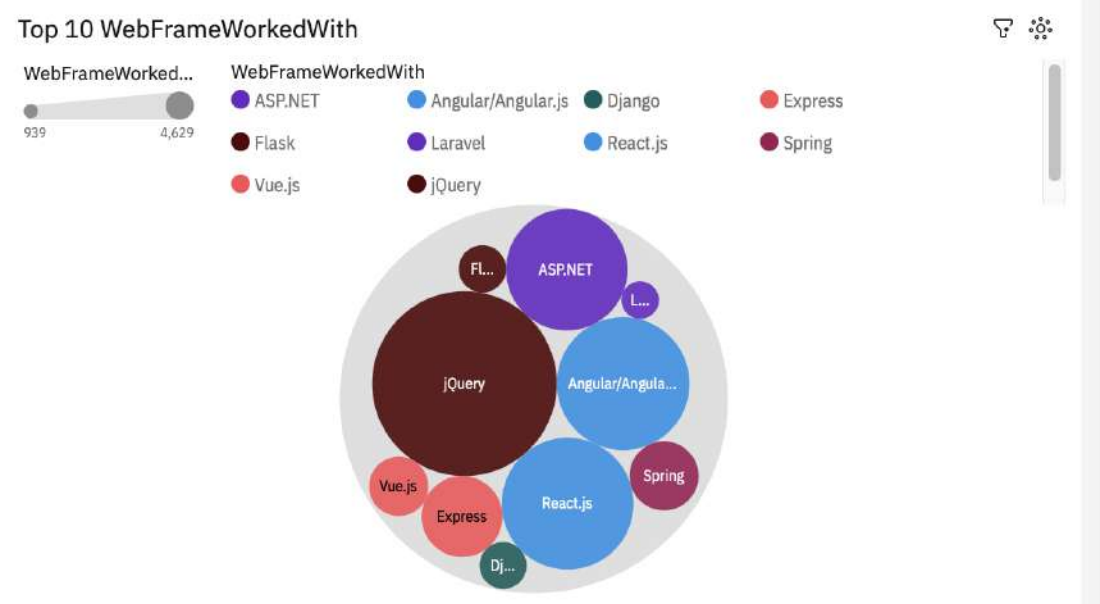 Top 10 WebFrameWorkedWith
WebFrameWorked...
939 4,629
WebFrameWorkedWith
ASP.NET Angular/Angular.js Django Express
Flask Laravel React.js Spring
Vue.js jQuery
Fl...
ASP.NET
L...
jQuery
Angular/Angula...
Vue.js
Express
React.js
Spring
Dj...